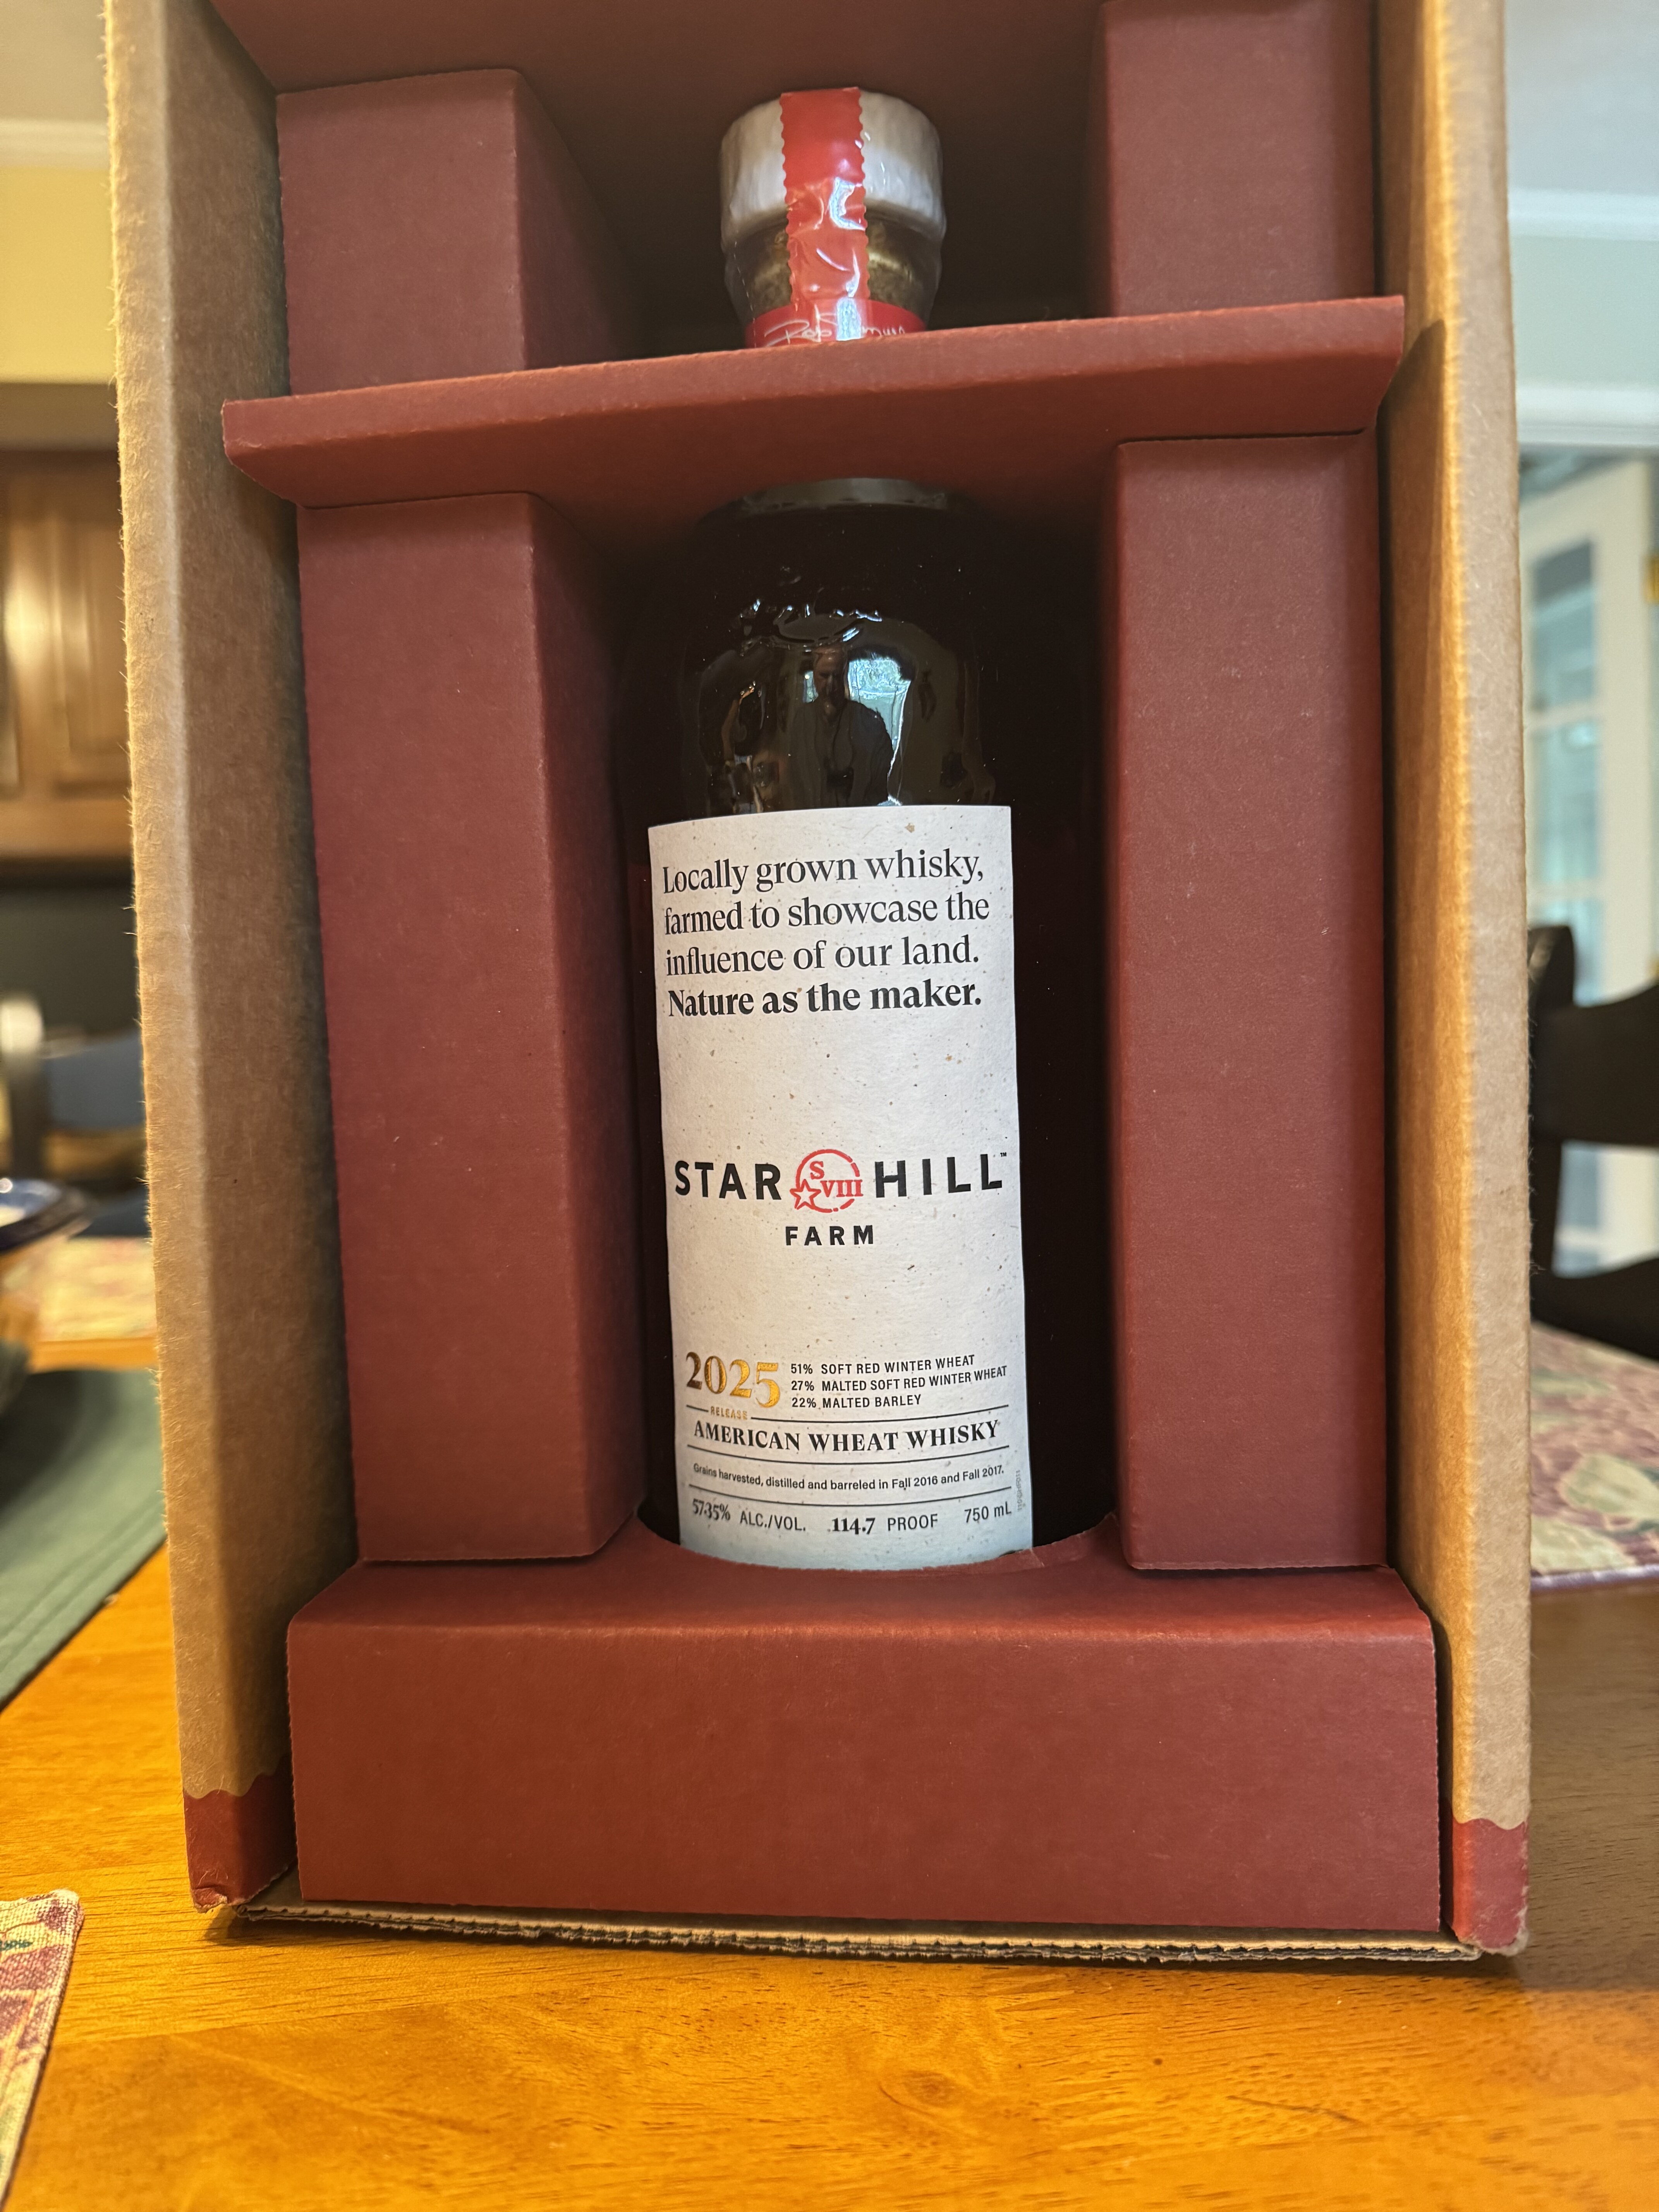 Rob Samuels
Locally grown whisky,
farmed to showcase the
influence of our land.
Nature as the maker.
STAR S VIII HILL™
FARM
2025
RELEASE
51% SOFT RED WINTER WHEAT
27% MALTED SOFT RED WINTER WHEAT
22% MALTED BARLEY
AMERICAN WHEAT WHISKY
Grains harvested, distilled and barreled in Fall 2016 and Fall 2017.
57.35% ALC./VOL. 114.7 PROOF 750 mL